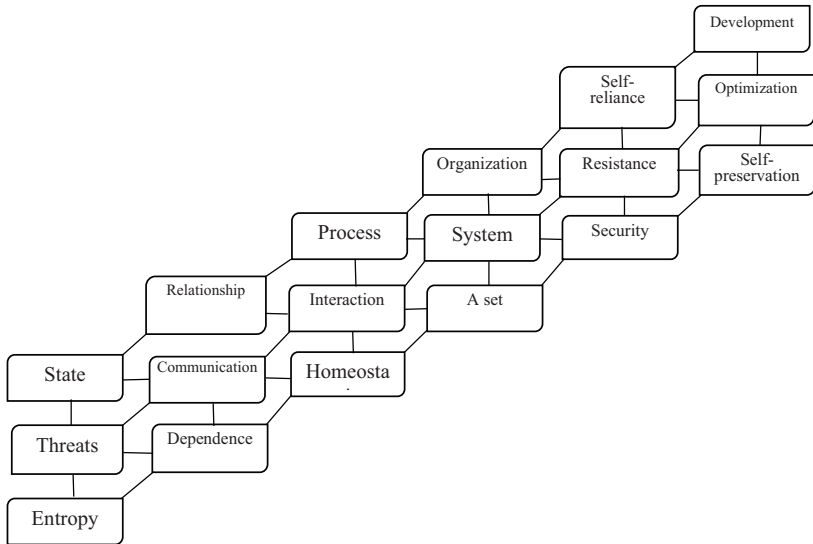 Development
Self-
reliance
Optimization
Organization
Resistance
Self-
preservation
Process
System
Security
Relationship
Interaction
A set
State
Communication
Homeosta
.
Threats
Dependence
Entropy